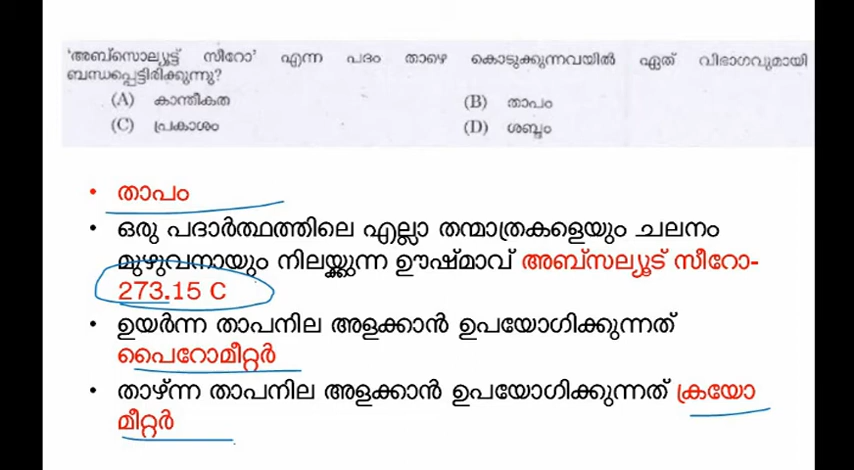 'അബ്സൊല്യൂട്ട് സീറോ' എന്ന പദം താഴെ കൊടുക്കുന്നവയിൽ ഏത് വിഭാഗവുമായി
ബന്ധപ്പെട്ടിരിക്കുന്നു?
(A) കാന്തീകത (B) താപം
(C) പ്രകാശം (D) ശബ്ദം
• താപം
• ഒരു പദാർത്ഥത്തിലെ എല്ലാ തന്മാത്രകളെയും ചലനം
മുഴുവനായും നിലയ്ക്കുന്ന ഊഷ്മാവ് അബ്സല്യൂട് സീറോ-
273.15 C
• ഉയർന്ന താപനില അളക്കാൻ ഉപയോഗിക്കുന്നത്
പൈറോമീറ്റർ
• താഴ്ന്ന താപനില അളക്കാൻ ഉപയോഗിക്കുന്നത് ക്രയോ
മീറ്റർ